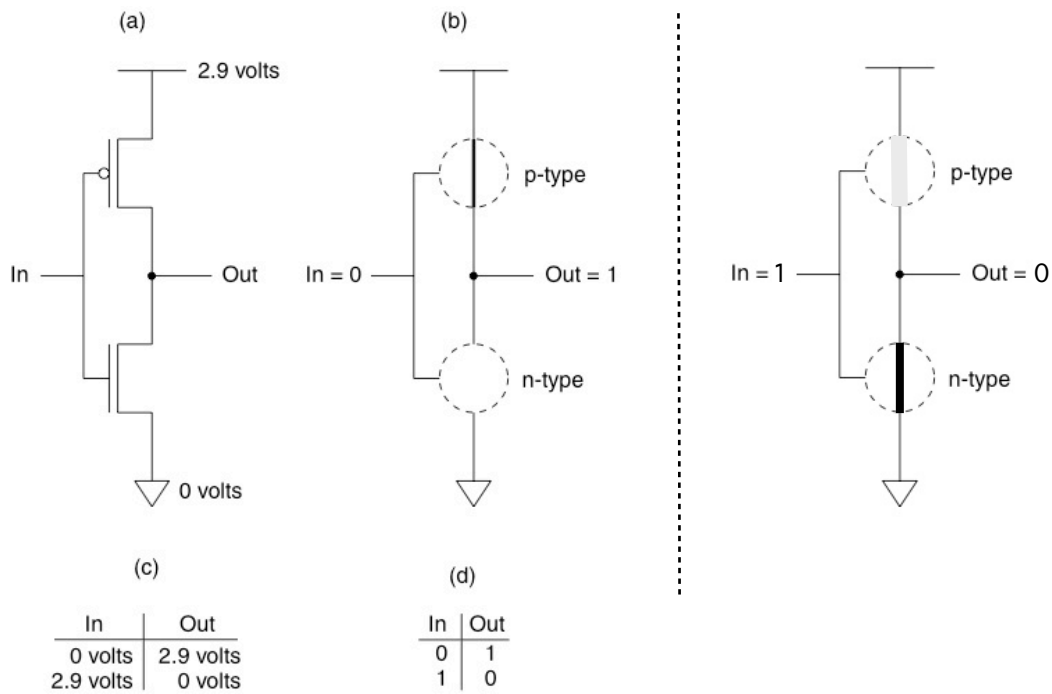 (a)
2.9 volts
In
Out
0 volts
(b)
p-type
In = 0
Out = 1
n-type
p-type
In = 1
Out = 0
n-type
(c)
In Out
0 volts 2.9 volts
2.9 volts 0 volts
(d)
In Out
0 1
1 0